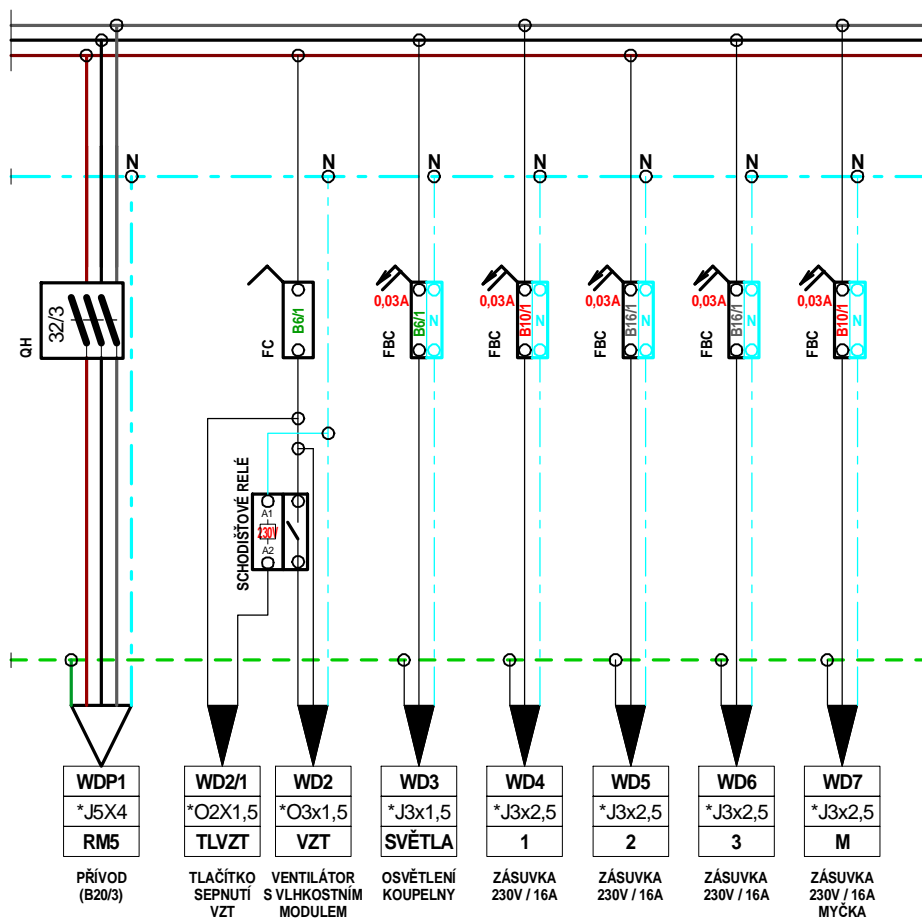 N N N N N N N
QH
32/3
FC
B6/1
0,03A
FBC
B6/1
N
0,03A
FBC
B10/1
N
0,03A
FBC
B16/1
N
0,03A
FBC
B16/1
N
0,03A
FBC
B10/1
N
SCHODIŠŤOVÉ RELÉ
A1
230V
A2
WDP1
*J5X4
RM5
PŘÍVOD
(B20/3)
WD2/1
*O2X1,5
TLVZT
TLAČÍTKO
SEPNUTÍ
VZT
WD2
*O3x1,5
VZT
VENTILÁTOR
S VLHKOSTNÍM
MODULEM
WD3
*J3x1,5
SVĚTLA
OSVĚTLENÍ
KOUPELNY
WD4
*J3x2,5
1
ZÁSUVKA
230V / 16A
WD5
*J3x2,5
2
ZÁSUVKA
230V / 16A
WD6
*J3x2,5
3
ZÁSUVKA
230V / 16A
WD7
*J3x2,5
M
ZÁSUVKA
230V / 16A
MYČKA